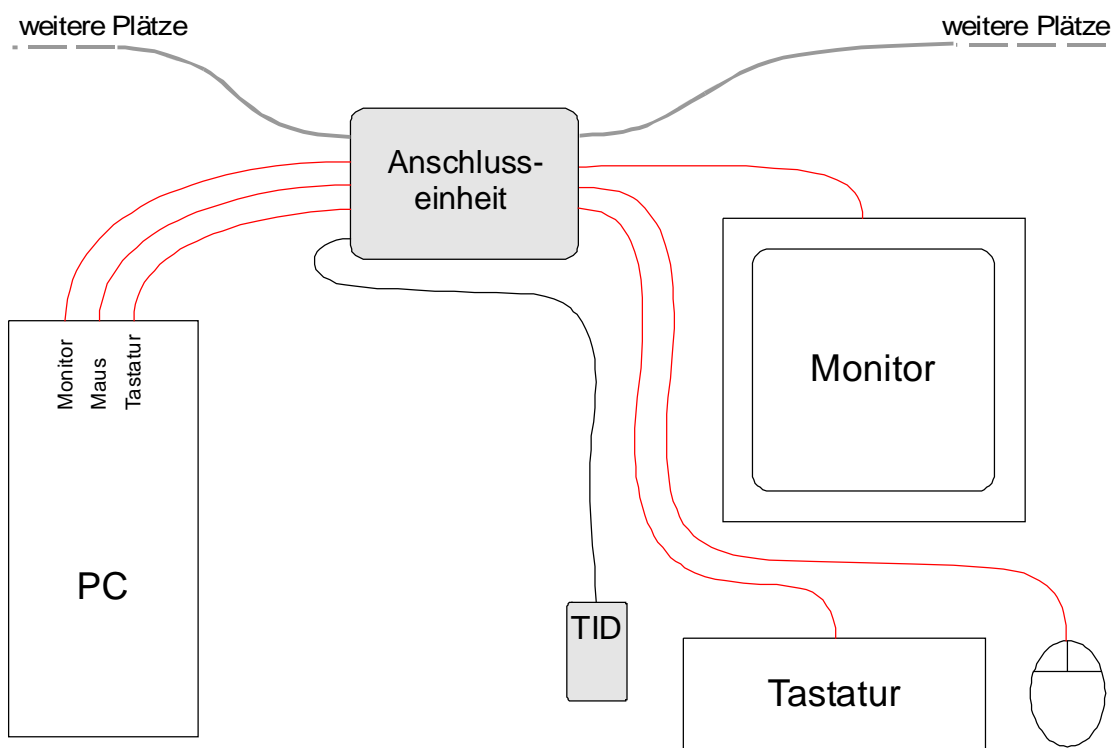 weitere Plätze
weitere Plätze
Anschluss-
einheit
Monitor
Maus
Tastatur
Monitor
PC
TID
Tastatur